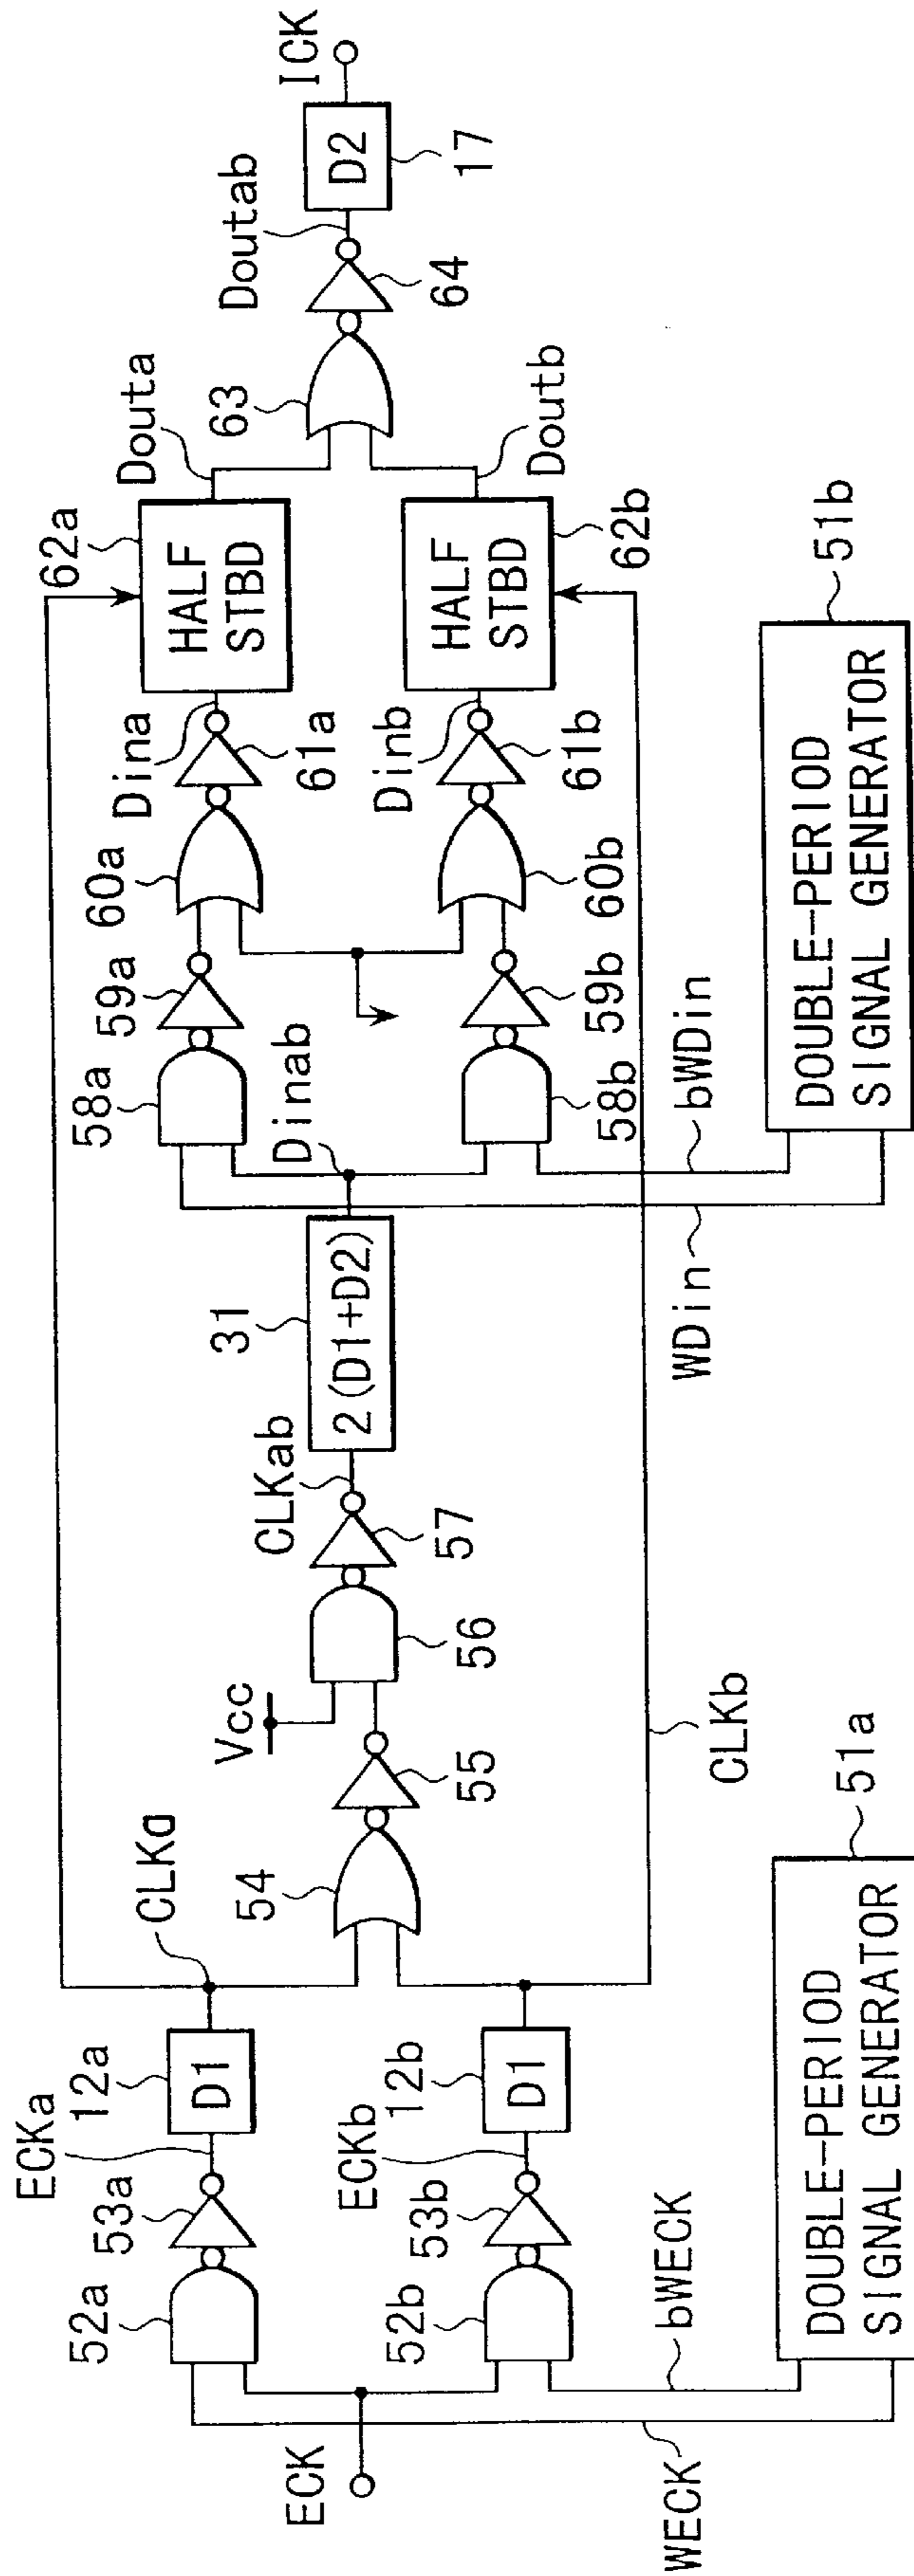 ECK
WECK
bWECK
52a
53a
ECKa
12a
D1
CLKa
52b
53b
ECKb
12b
D1
CLKb
DOUBLE-PERIOD
SIGNAL GENERATOR
51a
54
55
Vcc
56
57
CLKab
31
2(D1+D2)
Dinab
WDin
bWDin
58a
59a
60a
61a
Dina
62a
HALF
STBD
Douta
58b
59b
60b
61b
Dinb
62b
HALF
STBD
Doutb
DOUBLE-PERIOD
SIGNAL GENERATOR
51b
63
64
Doutab
D2
17
ICK